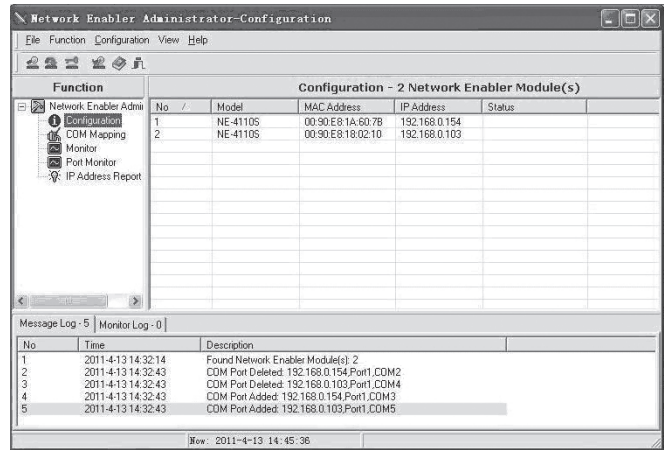 Network Enabler Administrator-Configuration
File Function Configuration View Help
Function
Configuration - 2 Network Enabler Module(s)
Network Enabler Admi
Configuration
COM Mapping
Monitor
Port Monitor
IP Address Report
No / Model MAC Address IP Address Status
1 NE-4110S 00:90:E8:1A:60:7B 192.168.0.154
2 NE-4110S 00:90:E8:18:02:10 192.168.0.103
Message Log - 5 Monitor Log - 0
No Time Description
1 2011-4-13 14:32:14 Found Network Enabler Module(s): 2
2 2011-4-13 14:32:43 COM Port Deleted: 192.168.0.154,Port1,COM2
3 2011-4-13 14:32:43 COM Port Deleted: 192.168.0.103,Port1,COM4
4 2011-4-13 14:32:43 COM Port Added: 192.168.0.154,Port1,COM3
5 2011-4-13 14:32:43 COM Port Added: 192.168.0.103,Port1,COM5
Now: 2011-4-13 14:45:36